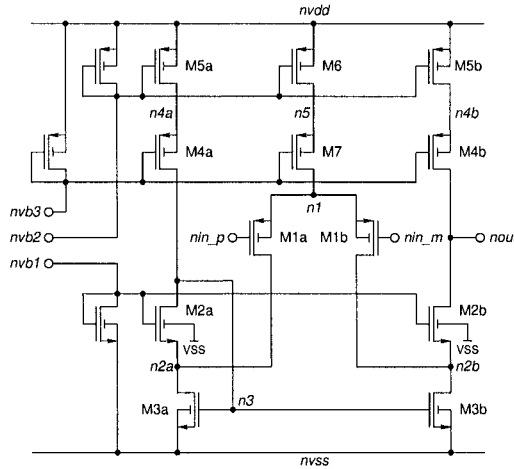 nvdd
M5a
M6
M5b
n4a
n5
n4b
M4a
M7
M4b
nvb3
n1
nvb2
nin_p
M1a
M1b
nin_m
nou
nvb1
M2a
M2b
vss
vss
n2a
n2b
M3a
n3
M3b
nvss